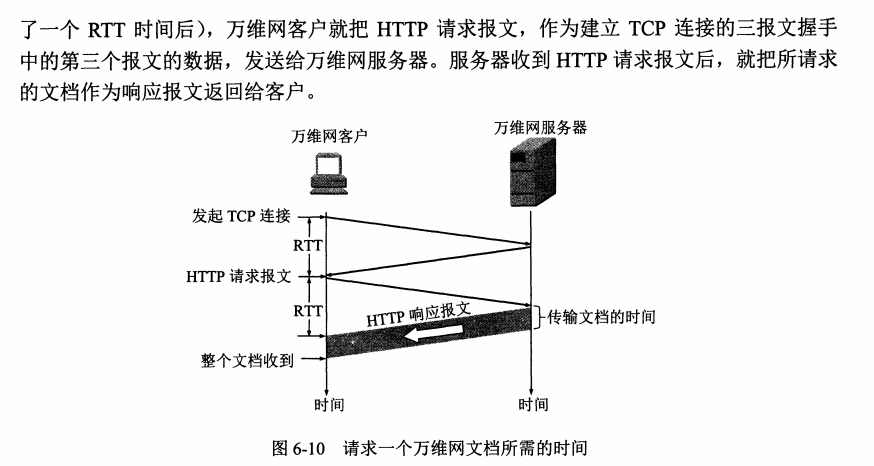 了一个 RTT 时间后），万维网客户就把 HTTP 请求报文，作为建立 TCP 连接的三报文握手
中的第三个报文的数据，发送给万维网服务器。服务器收到 HTTP 请求报文后，就把所请求
的文档作为响应报文返回给客户。
万维网客户
万维网服务器
发起 TCP 连接
RTT
HTTP 请求报文
RTT
HTTP 响应报文
传输文档的时间
整个文档收到
时间
时间
图 6-10 请求一个万维网文档所需的时间